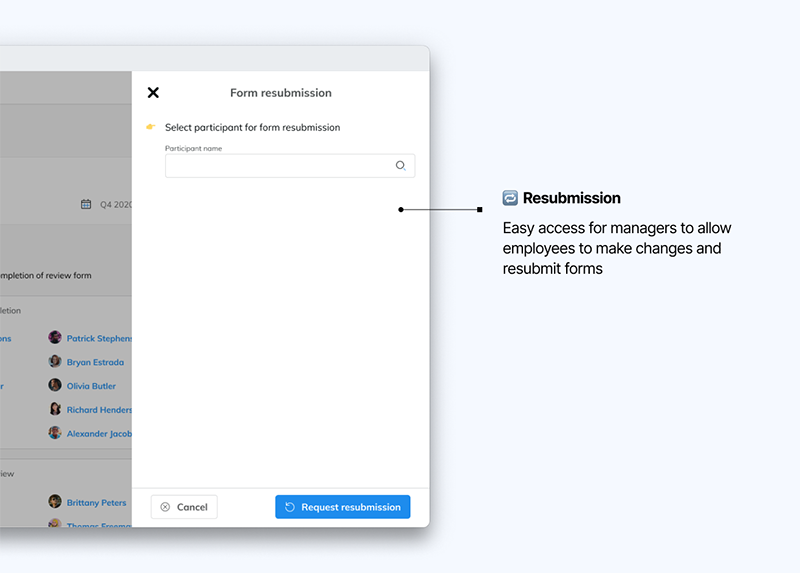 Form resubmission
Select participant for form resubmission
Participant name
Q4 2020
Resubmission
Easy access for managers to allow
employees to make changes and
resubmit forms
mpletion of review form
letion
ons
Patrick Stephens
Bryan Estrada
r
Olivia Butler
Richard Henders
Alexander Jacob
iew
Brittany Peters
Thomas Freema
Cancel
Request resubmission